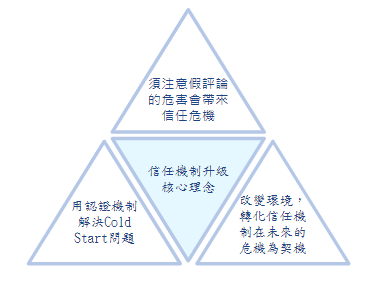 須注意假評論
的危害會帶來
信任危機
信任機制升級
核心理念
用認證機制
解決Cold
Start問題
改變環境，
轉化信任機
制在未來的
危機為契機